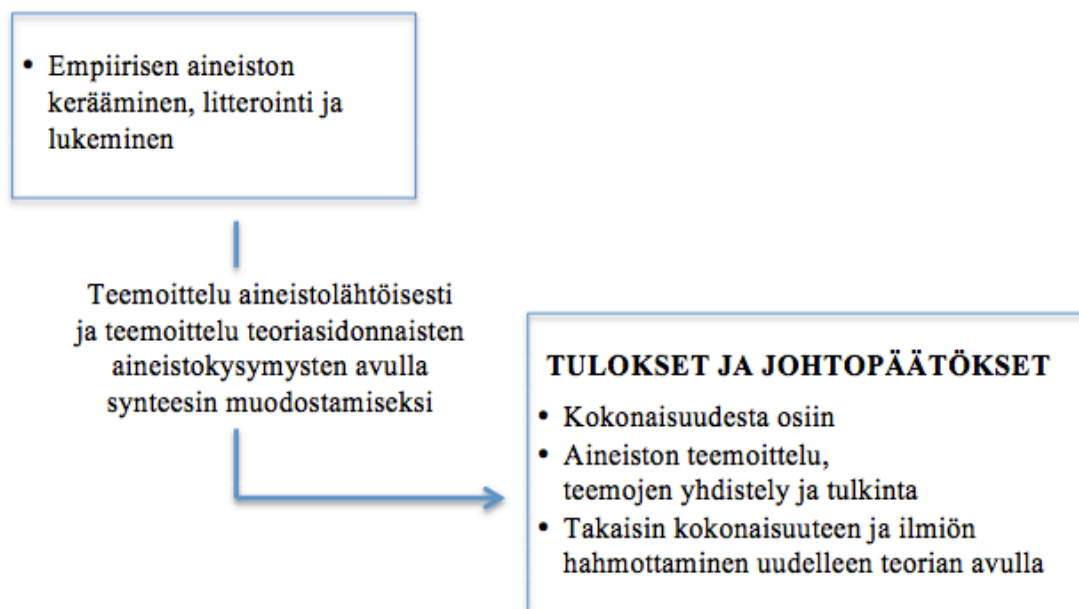 • Empiirisen aineiston
kerääminen, litterointi ja
lukeminen
Teemoittelu aineistolähtöisesti
ja teemoittelu teoriasidonnaisten
aineistokysymysten avulla
synteesin muodostamiseksi
TULOKSET JA JOHTOPÄÄTÖKSET
• Kokonaisuudesta osiin
• Aineiston teemoittelu,
teemojen yhdistely ja tulkinta
• Takaisin kokonaisuuteen ja ilmiön
hahmottaminen uudelleen teorian avulla